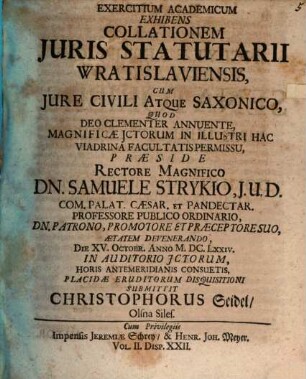 EXERCITIUM ACADEMICUM
EXHIBENS
COLLATIONEM
JURIS STATUTARII
WRATISLAVIENSIS,
CUM
JURE CIVILI ATQUE SAXONICO,
QUOD
DEO CLEMENTER ANNUENTE,
MAGNIFICÆ JCTORUM IN ILLUSTRI HAC
VIADRINA FACULTATIS PERMISSU,
PRÆSIDE
RECTORE MAGNIFICO
DN. SAMUELE STRYKIO, J.U.D.
COM. PALAT. CÆSAR. ET PANDECTAR.
PROFESSORE PUBLICO ORDINARIO,
DN. PATRONO, PROMOTORE ET PRÆCEPTORE SUO,
ÆTATEM DEVENERANDO,
DIE XV. OCTOBR. ANNO M. DC. LXXIV.
IN AUDITORIO JCTORUM,
HORIS ANTEMERIDIANIS CONSUETIS,
PLACIDÆ ERUDITORUM DISQUISITIONI
SUBMITTIT
CHRISTOPHORUS Seidel/
Olsna Siles.
Cum Privilegiis
Impensis JEREMIÆ Schrey/ & HENR. JOH. Meyer.
VOL. II. DISP. XXII.